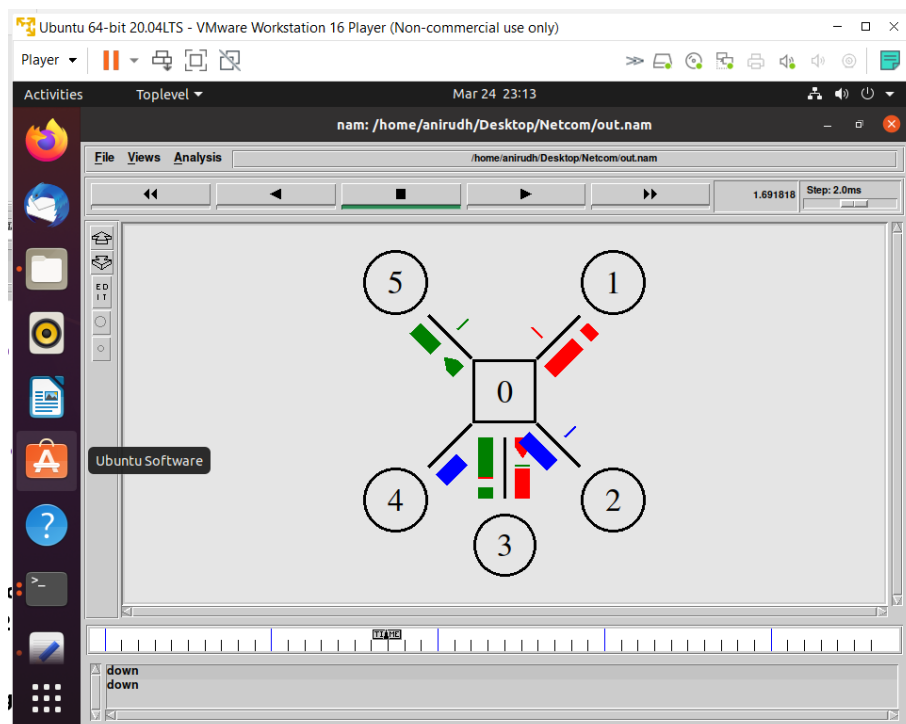 Ubuntu 64-bit 20.04LTS - VMware Workstation 16 Player (Non-commercial use only)
Player
Activities Toplevel Mar 24 23:13
nam: /home/anirudh/Desktop/Netcom/out.nam
File Views Analysis /home/anirudh/Desktop/Netcom/out.nam
1.691818 Step: 2.0ms
ED
IT
5 1
0
Ubuntu Software
4 2
3
TIME
down
down